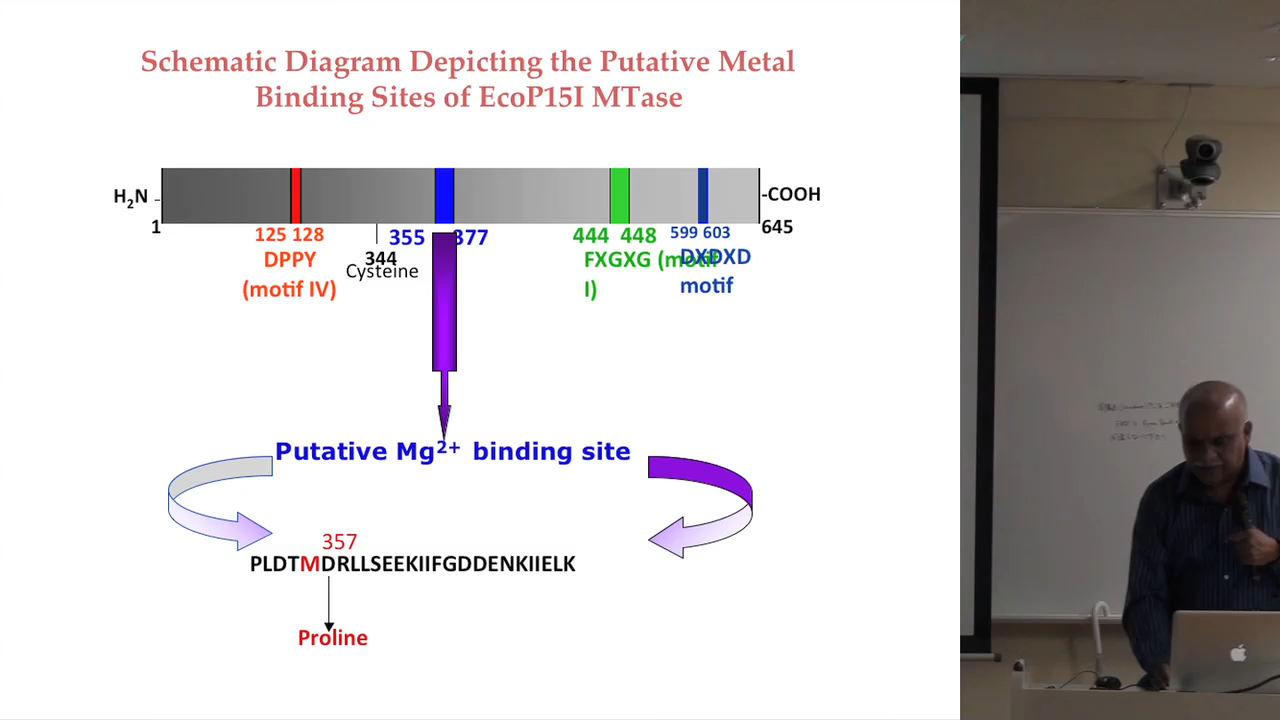 Schematic Diagram Depicting the Putative Metal
Binding Sites of EcoP15I MTase
H₂N
-COOH
1
645
125 128
344
355 377
444 448
599 603
DPPY
(motif IV)
Cysteine
FXGXG (motif
I)
DXDXD
motif
Putative Mg²⁺ binding site
357
PLDTMDRLLSEEKIIFGDDENKIIELK
Proline